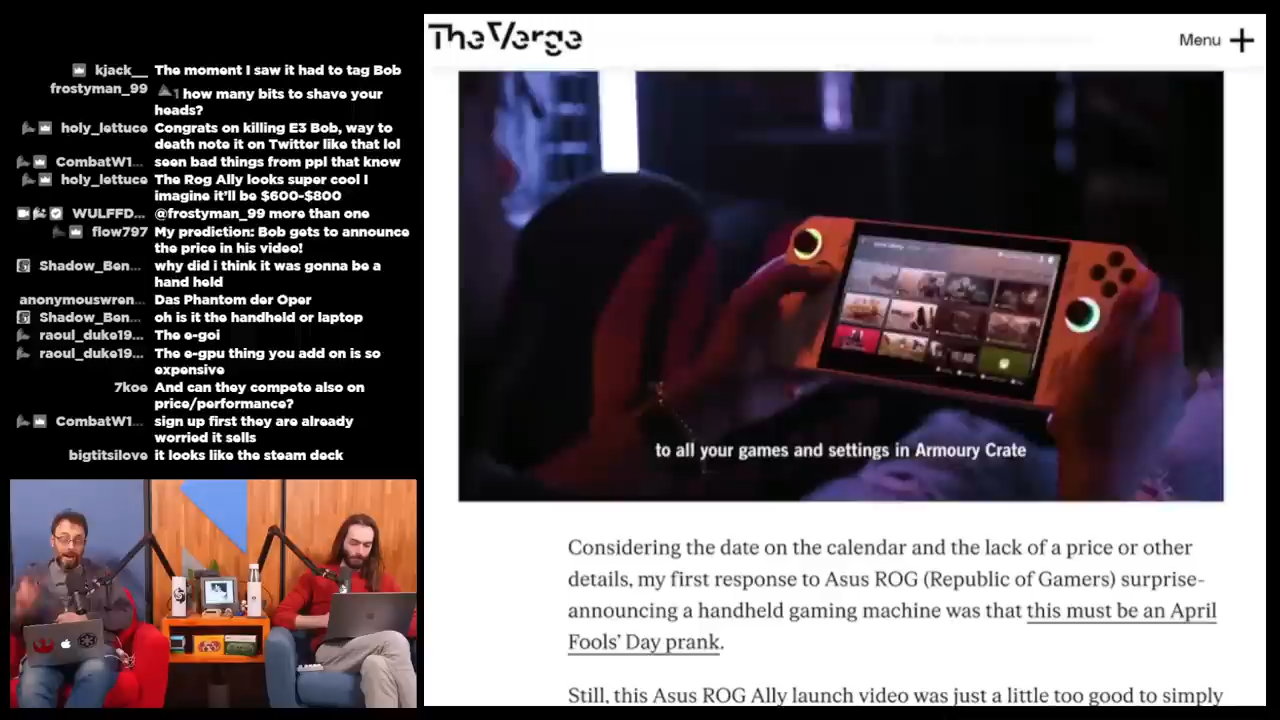 kjack__ The moment I saw it had to tag Bob
frostyman_99 1 how many bits to shave your
heads?
holy_lettuce Congrats on killing E3 Bob, way to
death note it on Twitter like that lol
CombatW1... seen bad things from ppl that know
holy_lettuce The Rog Ally looks super cool I
imagine it'll be $600-$800
WULFFD... @frostyman_99 more than one
flow797 My prediction: Bob gets to announce
the price in his video!
Shadow_Ben... why did i think it was gonna be a
hand held
anonymouswren... Das Phantom der Oper
Shadow_Ben... oh is it the handheld or laptop
raoul_duke19... The e-goi
raoul_duke19... The e-gpu thing you add on is so
expensive
7koe And can they compete also on
price/performance?
CombatW1... sign up first they are already
worried it sells
bigtitsilove it looks like the steam deck
The Verge
Menu
to all your games and settings in Armoury Crate
Considering the date on the calendar and the lack of a price or other
details, my first response to Asus ROG (Republic of Gamers) surprise-
announcing a handheld gaming machine was that this must be an April
Fools' Day prank.
Still, this Asus ROG Ally launch video was just a little too good to simply